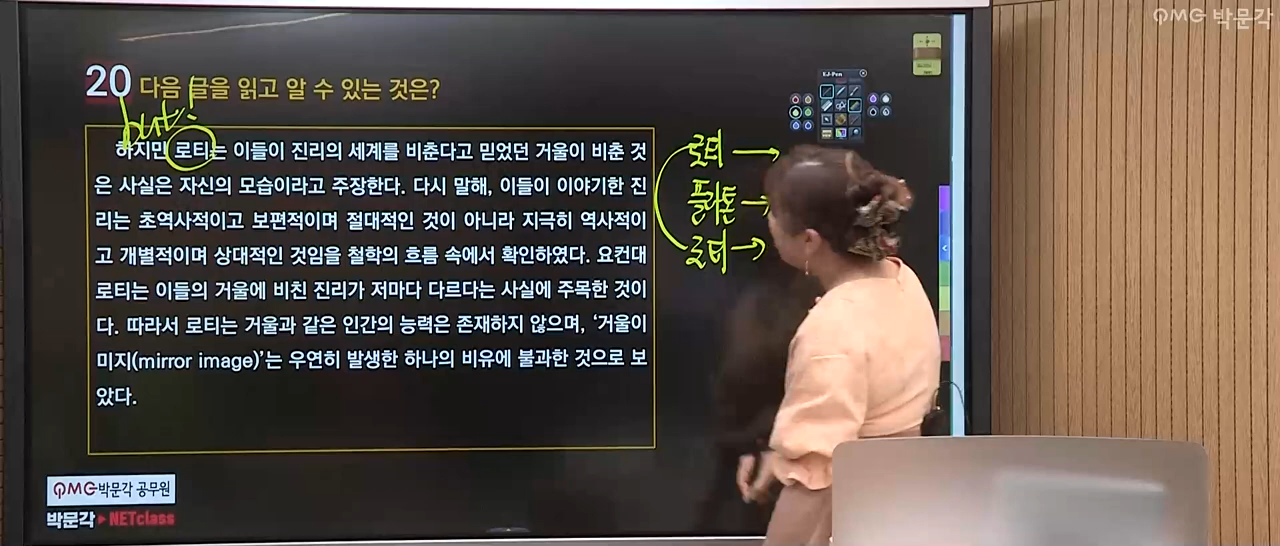 PMG 박문각
20 다음 글을 읽고 알 수 있는 것은?
but!
하지만 로티는 이들이 진리의 세계를 비춘다고 믿었던 거울이 비춘 것
은 사실은 자신의 모습이라고 주장한다. 다시 말해, 이들이 이야기한 진
리는 초역사적이고 보편적이며 절대적인 것이 아니라 지극히 역사적이
고 개별적이며 상대적인 것임을 철학의 흐름 속에서 확인하였다. 요컨대
로티는 이들의 거울에 비친 진리가 저마다 다르다는 사실에 주목한 것이
다. 따라서 로티는 거울과 같은 인간의 능력은 존재하지 않으며, ‘거울이
미지(mirror image)’는 우연히 발생한 하나의 비유에 불과한 것으로 보
았다.
로티 →
플라톤 →
로티 →
PMG 박문각 공무원
박문각 ▶ NETclass